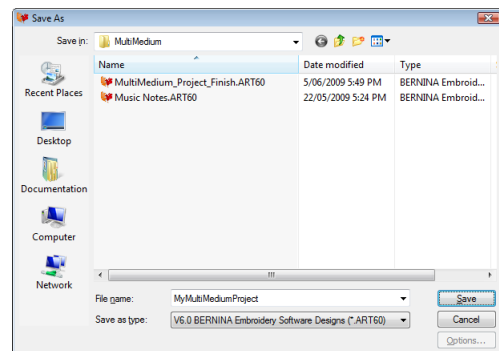 Save As
Save in: MultiMedium
Name Date modified Type
MultiMedium_Project_Finish.ART60 5/06/2009 5:49 PM BERNINA Embroid...
Music Notes.ART60 22/05/2009 5:24 PM BERNINA Embroid...
Recent Places
Desktop
Documentation
Computer
Network
File name: MyMultiMediumProject Save
Save as type: V6.0 BERNINA Embroidery Software Designs (*.ART60) Cancel
Options...